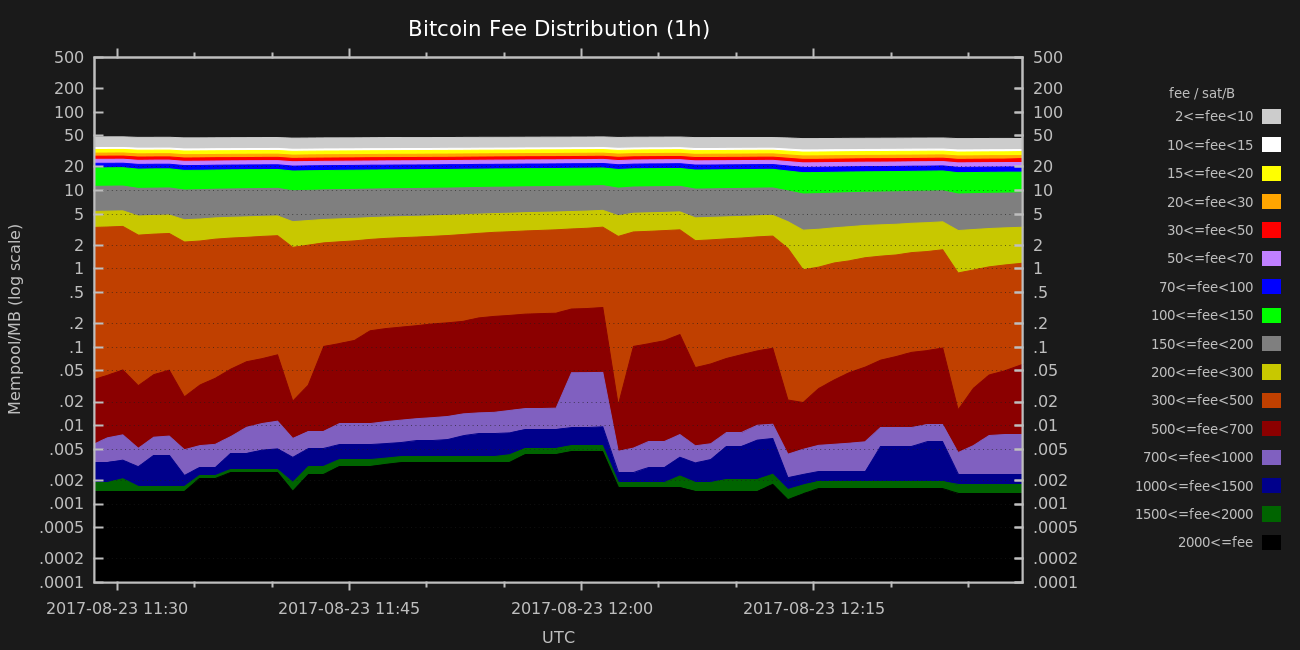 Bitcoin Fee Distribution (1h)
500
200
100
50
20
10
5
2
1
.5
.2
.1
.05
.02
.01
.005
.002
.001
.0005
.0002
.0001
Mempool/MB (log scale)
500
200
100
50
20
10
5
2
1
.5
.2
.1
.05
.02
.01
.005
.002
.001
.0005
.0002
.0001
2017-08-23 11:30
2017-08-23 11:45
2017-08-23 12:00
2017-08-23 12:15
UTC
fee / sat/B
2<=fee<10
10<=fee<15
15<=fee<20
20<=fee<30
30<=fee<50
50<=fee<70
70<=fee<100
100<=fee<150
150<=fee<200
200<=fee<300
300<=fee<500
500<=fee<700
700<=fee<1000
1000<=fee<1500
1500<=fee<2000
2000<=fee